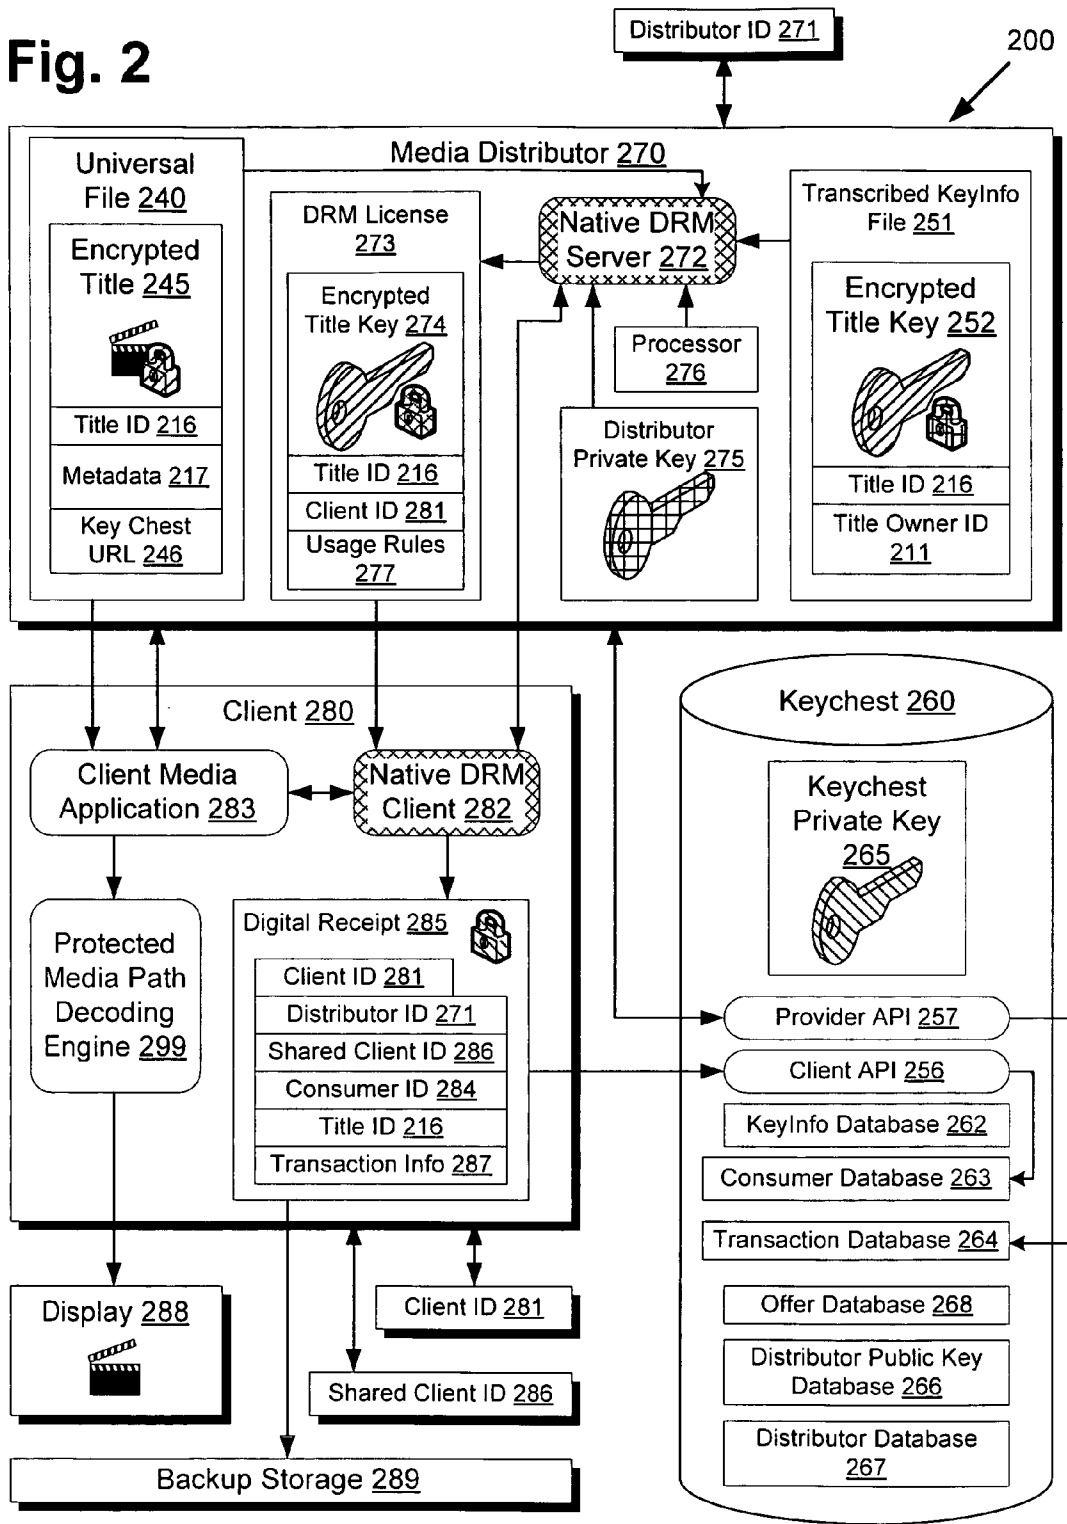 Fig. 2
Distributor ID 271
200
Media Distributor 270
Universal
File 240
Encrypted
Title 245
Title ID 216
Metadata 217
Key Chest
URL 246
DRM License
273
Encrypted
Title Key 274
Title ID 216
Client ID 281
Usage Rules
277
Native DRM
Server 272
Processor
276
Distributor
Private Key 275
Transcribed KeyInfo
File 251
Encrypted
Title Key 252
Title ID 216
Title Owner ID
211
Client 280
Client Media
Application 283
Native DRM
Client 282
Protected
Media Path
Decoding
Engine 299
Digital Receipt 285
Client ID 281
Distributor ID 271
Shared Client ID 286
Consumer ID 284
Title ID 216
Transaction Info 287
Display 288
Client ID 281
Shared Client ID 286
Backup Storage 289
Keychest 260
Keychest
Private Key
265
Provider API 257
Client API 256
KeyInfo Database 262
Consumer Database 263
Transaction Database 264
Offer Database 268
Distributor Public Key
Database 266
Distributor Database
267